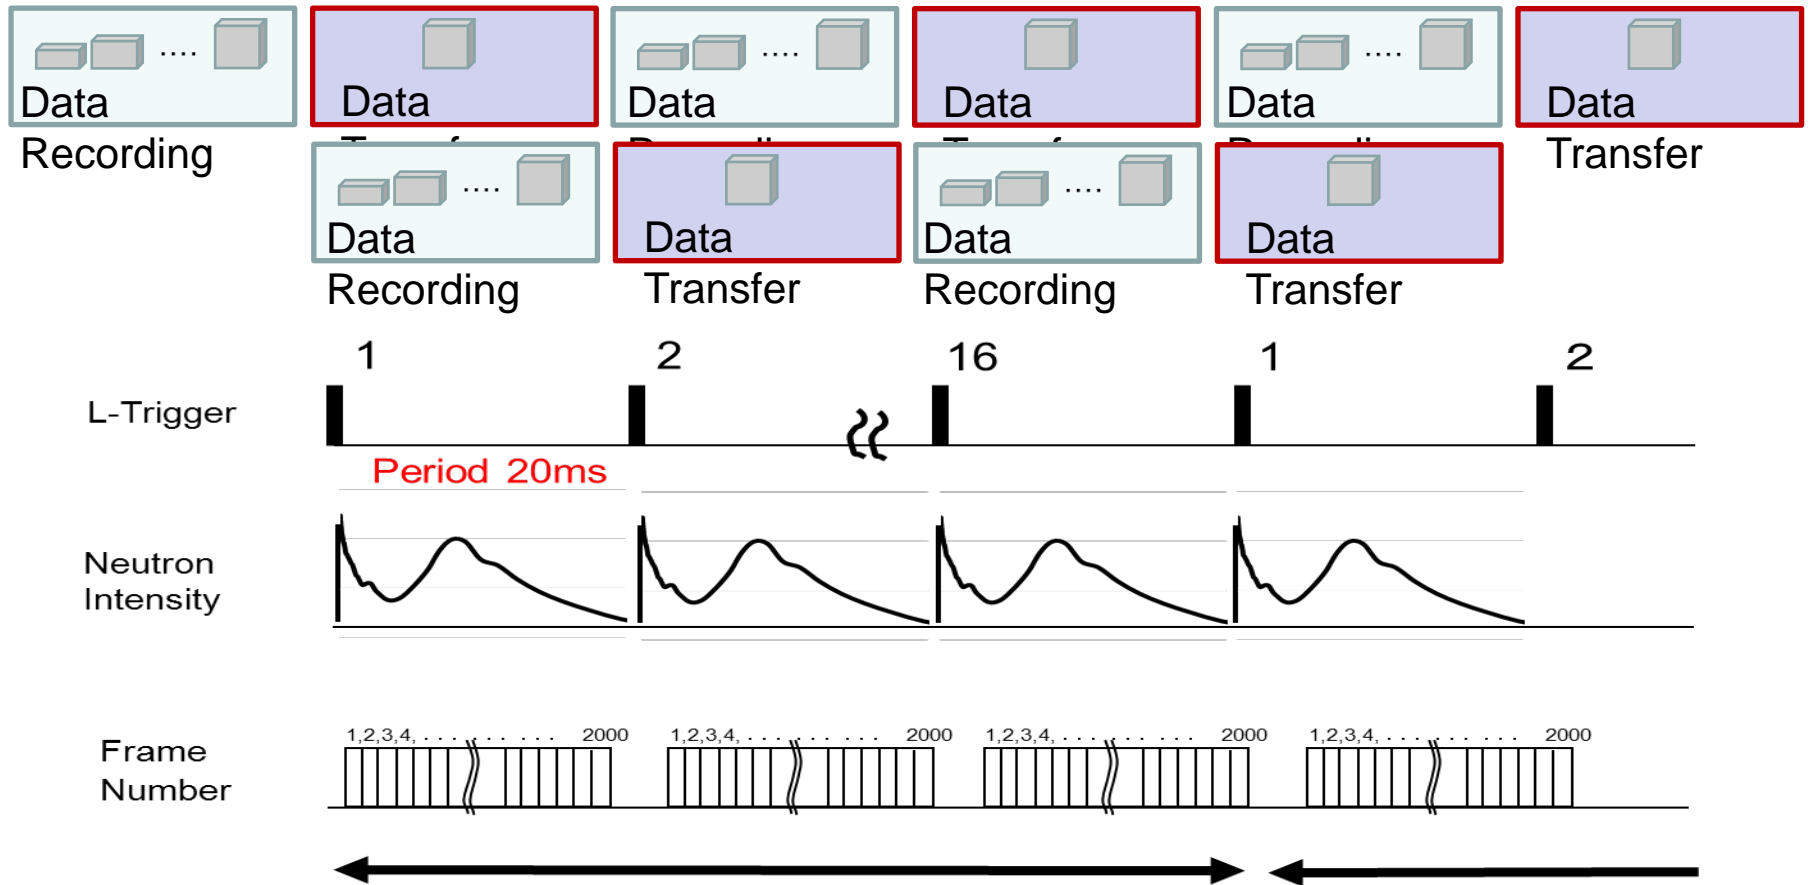 .... .... ....
Data Data Data Data Data Data
Recording Transfer
.... ....
Data Data Data Data
Recording Transfer Recording Transfer
1 2 16 1 2
L-Trigger
Period 20ms
Neutron
Intensity
1,2,3,4, . . . . . . . . . 2000 1,2,3,4, . . . . . . . . . 2000 1,2,3,4, . . . . . . . . . 2000 1,2,3,4, . . . . . . . . . 2000
Frame
Number